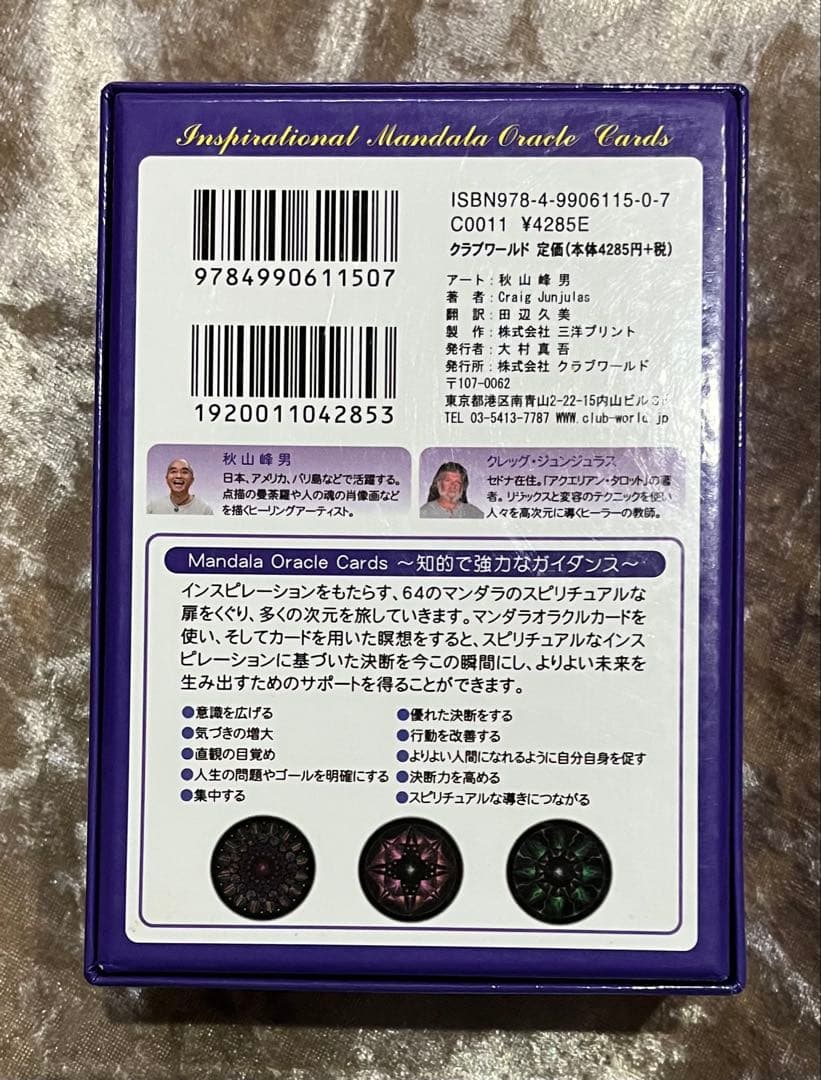 Inspirational Mandala Oracle Cards
ISBN978-4-9906115-0-7
C0011 ¥4285E
クラブワールド 定価(本体4285円+税)
9784990611507
1920011042853
アート:秋山峰男
著 者:Craig Junjulas
翻 訳:田辺久美
製 作:株式会社 三洋プリント
発行者:大村真吾
発行所:株式会社 クラブワールド
〒107-0062
東京都港区南青山2-22-15内山ビル
TEL 03-5413-7787 WWW.club-world.jp
秋山峰男
日本、アメリカ、バリ島などで活躍する。
点描の曼荼羅や人の魂の肖像画など
を描くヒーリングアーティスト。
クレッグ・ジュンジュラス
セドナ在住。「アクエリアン・タロット」の著
者。リラックスと変容のテクニックを使い
人々を高次元に導くヒーラーの教師。
Mandala Oracle Cards ~知的で強力なガイダンス~
インスピレーションをもたらす、64のマンダラのスピリチュアルな
扉をくぐり、多くの次元を旅していきます。マンダラオラクルカードを
使い、そしてカードを用いた瞑想をすると、スピリチュアルなインス
ピレーションに基づいた決断を今この瞬間にし、よりよい未来を
生み出すためのサポートを得ることができます。
●意識を広げる
●気づきの増大
●直観の目覚め
●人生の問題やゴールを明確にする
●集中する
●優れた決断をする
●行動を改善する
●よりよい人間になれるように自分自身を促す
●決断力を高める
●スピリチュアルな導きにつながる